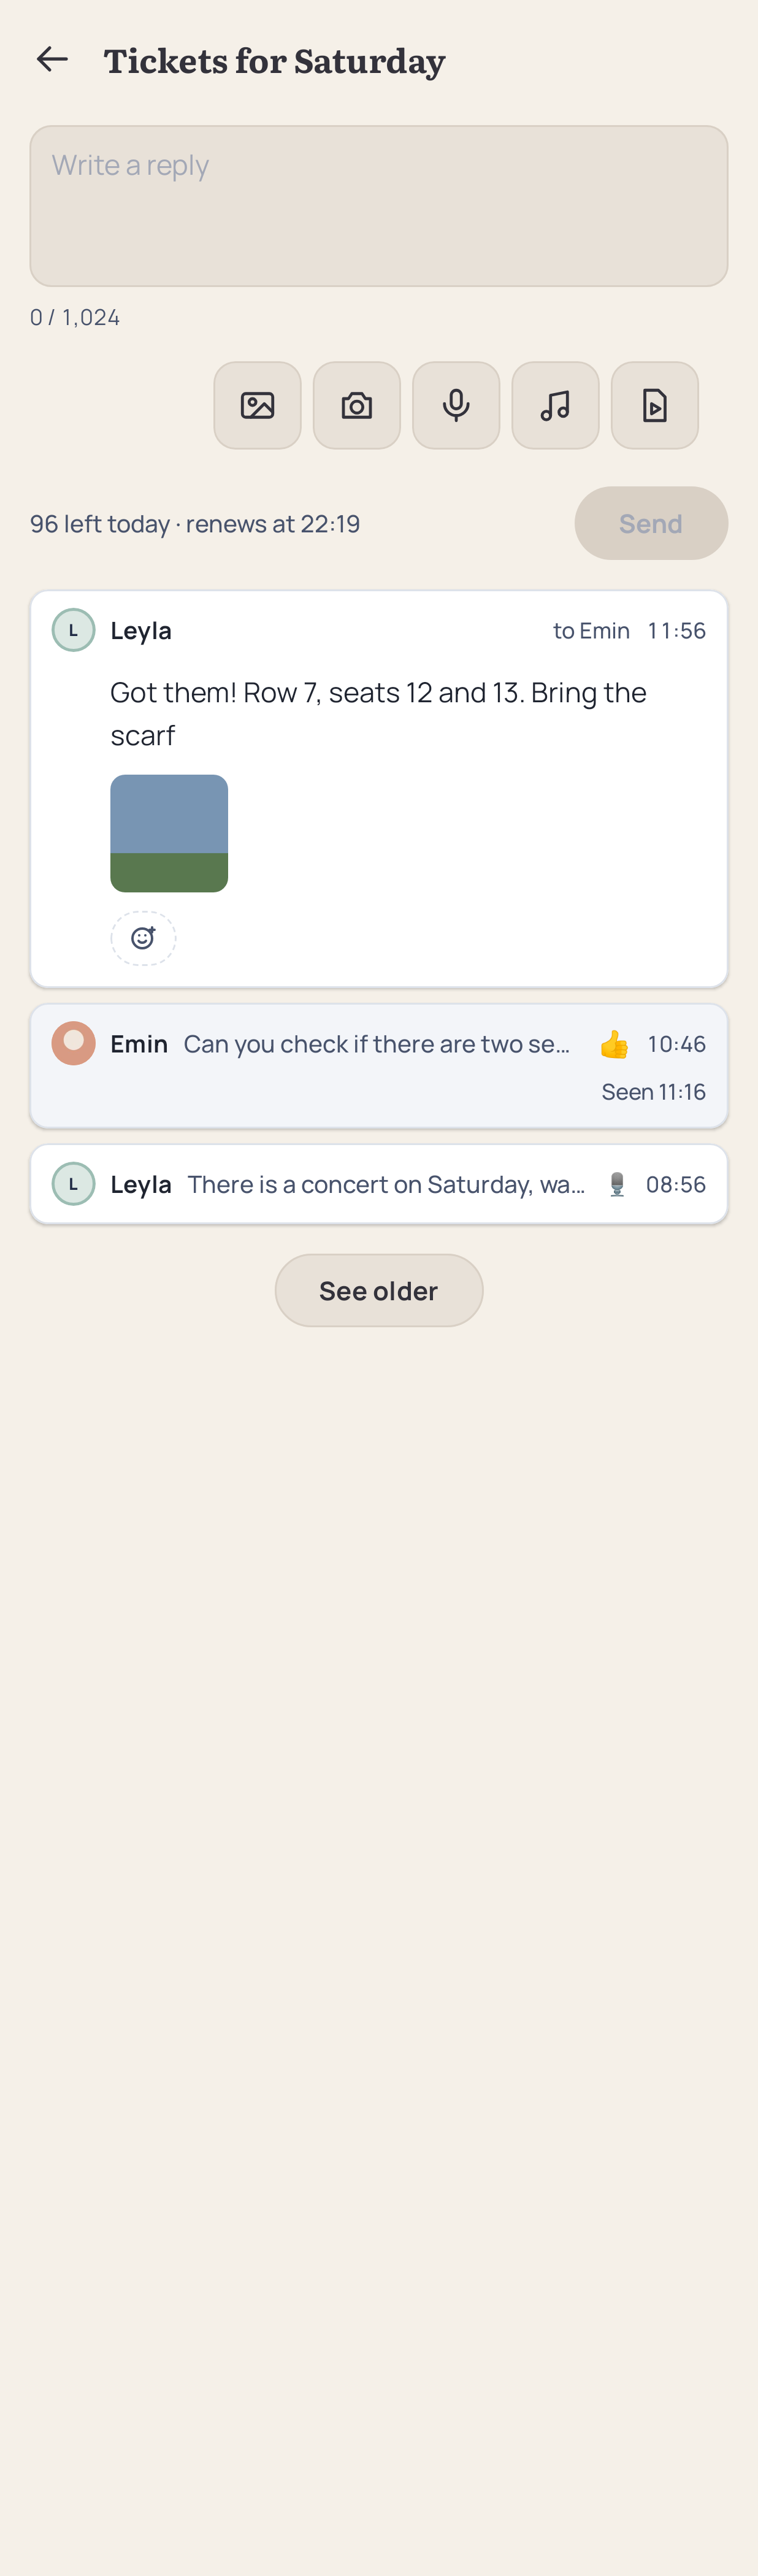 Tickets for Saturday
Write a reply
0 / 1,024
96 left today · renews at 22:19
Send
L Leyla to Emin 11:56
Got them! Row 7, seats 12 and 13. Bring the
scarf
Emin Can you check if there are two se… 👍 10:46
Seen 11:16
L Leyla There is a concert on Saturday, wa… 🎙 08:56
See older